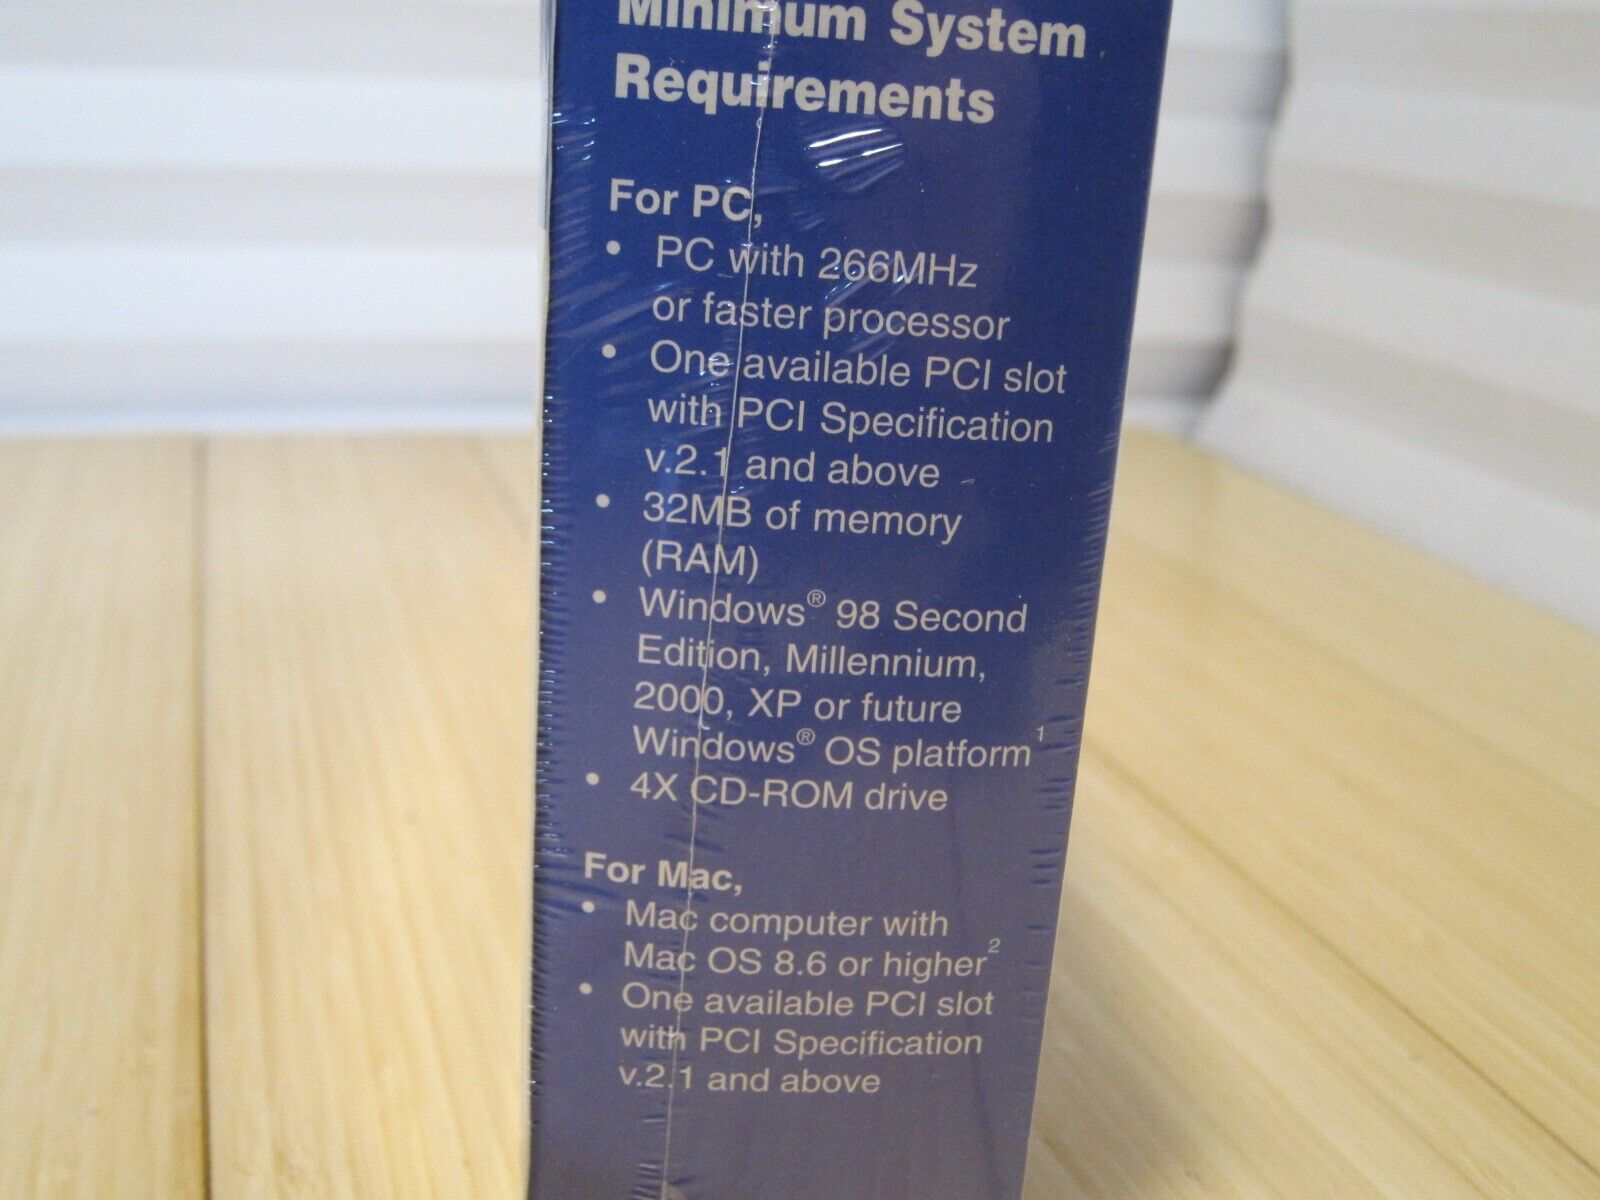 Minimum System
Requirements
For PC,
• PC with 266MHz
or faster processor
• One available PCI slot
with PCI Specification
v.2.1 and above
• 32MB of memory
(RAM)
• Windows® 98 Second
Edition, Millennium,
2000, XP or future
Windows® OS platform¹
• 4X CD-ROM drive
For Mac,
• Mac computer with
Mac OS 8.6 or higher²
• One available PCI slot
with PCI Specification
v.2.1 and above